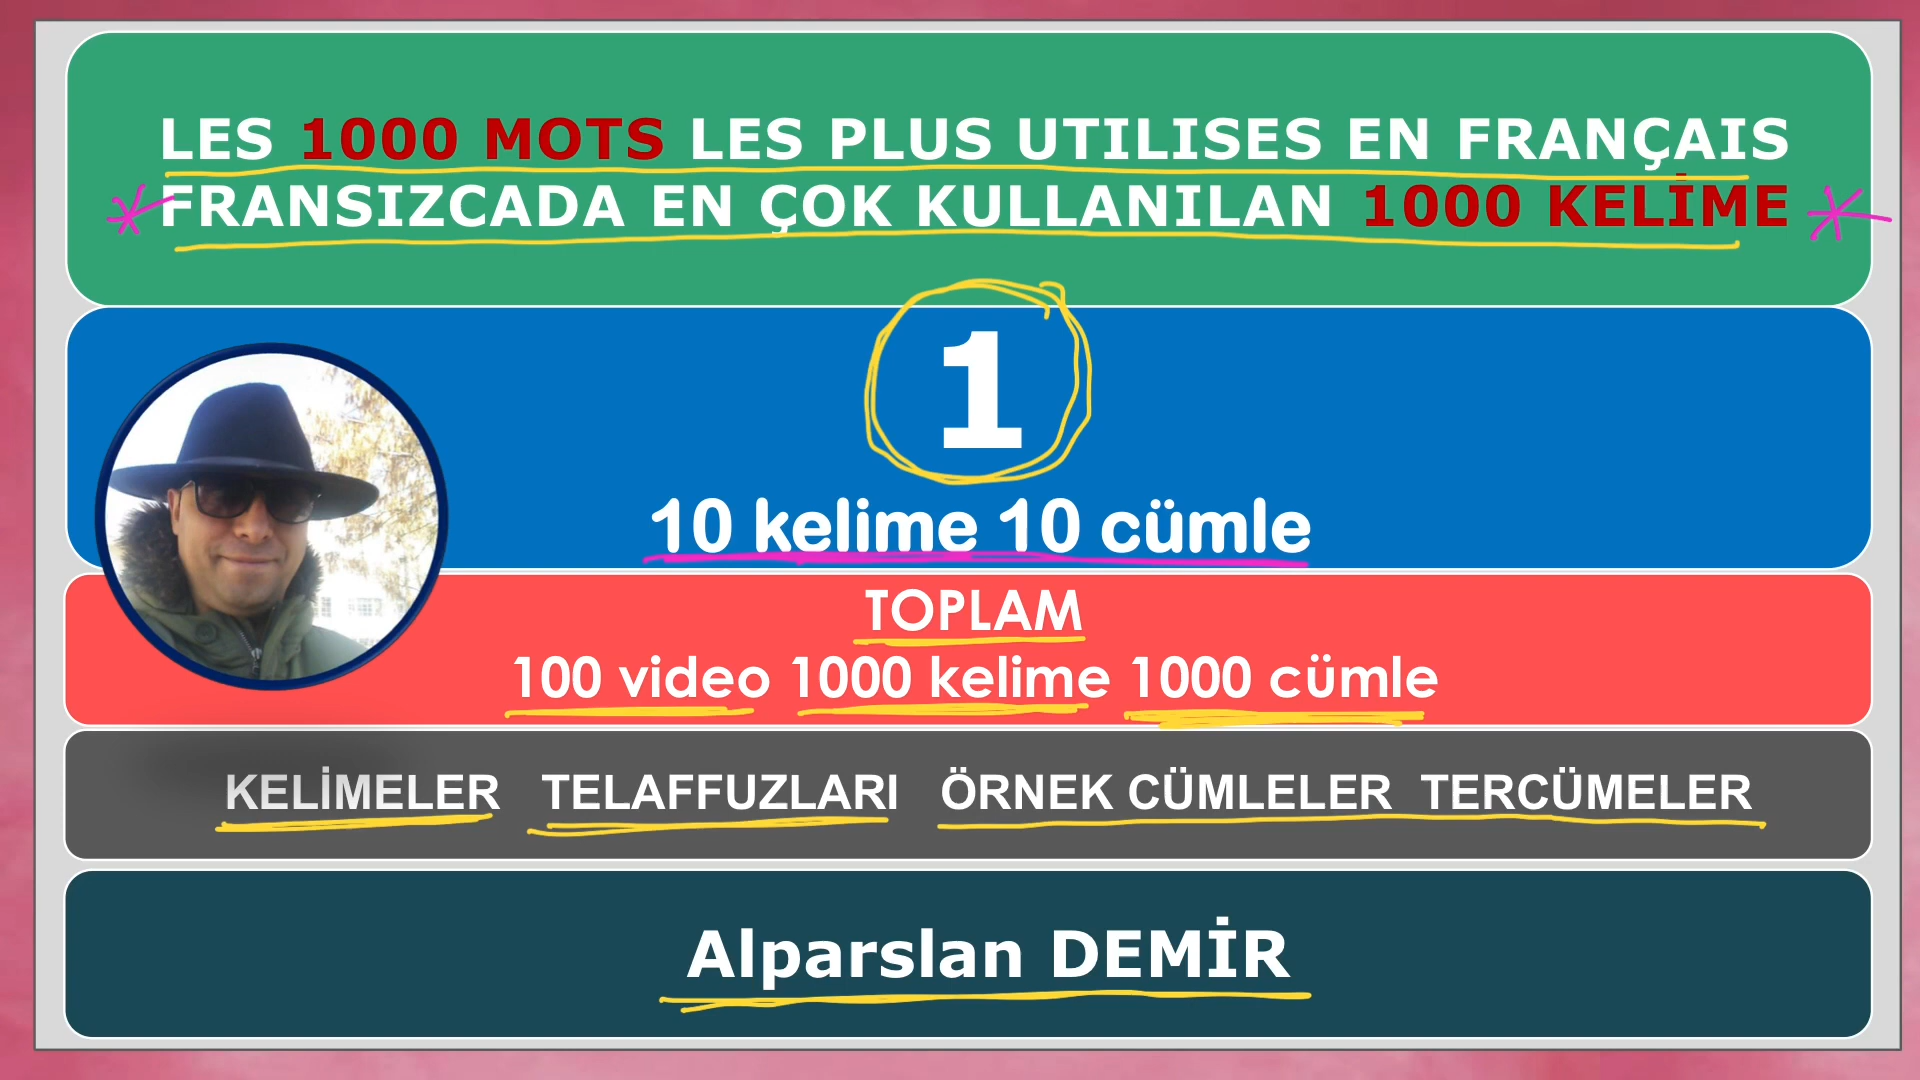 LES 1000 MOTS LES PLUS UTILISES EN FRANÇAIS
FRANSIZCADA EN ÇOK KULLANILAN 1000 KELİME
1
10 kelime 10 cümle
TOPLAM
100 video 1000 kelime 1000 cümle
KELİMELER TELAFFUZLARI ÖRNEK CÜMLELER TERCÜMELER
Alparslan DEMİR